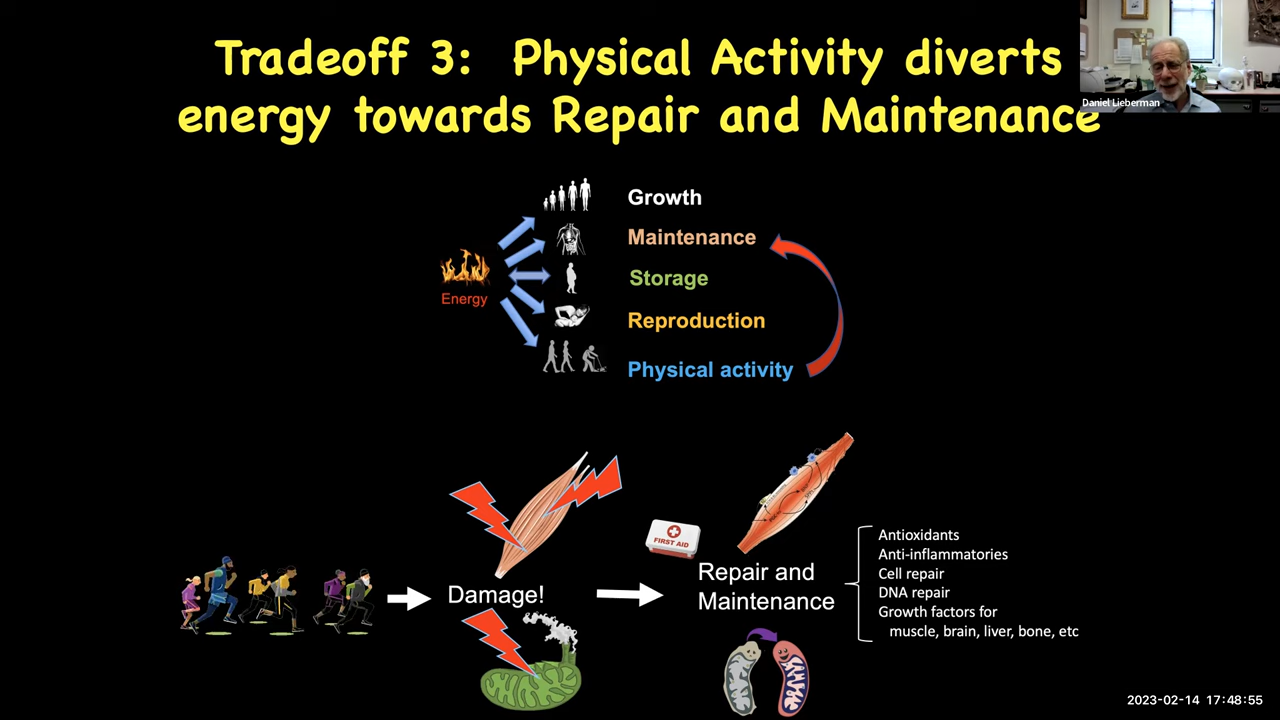 Tradeoff 3: Physical Activity diverts
energy towards Repair and Maintenance
Daniel Lieberman
Growth
Maintenance
Storage
Reproduction
Physical activity
Energy
FIRST AID
Damage!
Repair and
Maintenance
Antioxidants
Anti-inflammatories
Cell repair
DNA repair
Growth factors for
muscle, brain, liver, bone, etc
2023-02-14 17:48:55